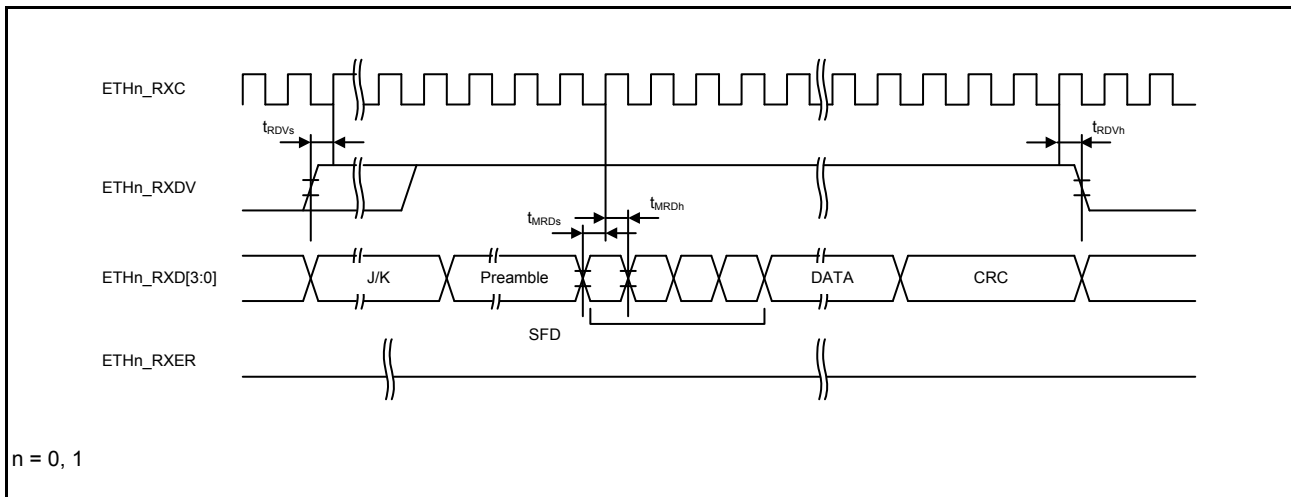 ETHn_RXC
tRDVs
tRDVh
ETHn_RXDV
tMRDs
tMRDh
ETHn_RXD[3:0]
J/K
Preamble
DATA
CRC
SFD
ETHn_RXER
n = 0, 1